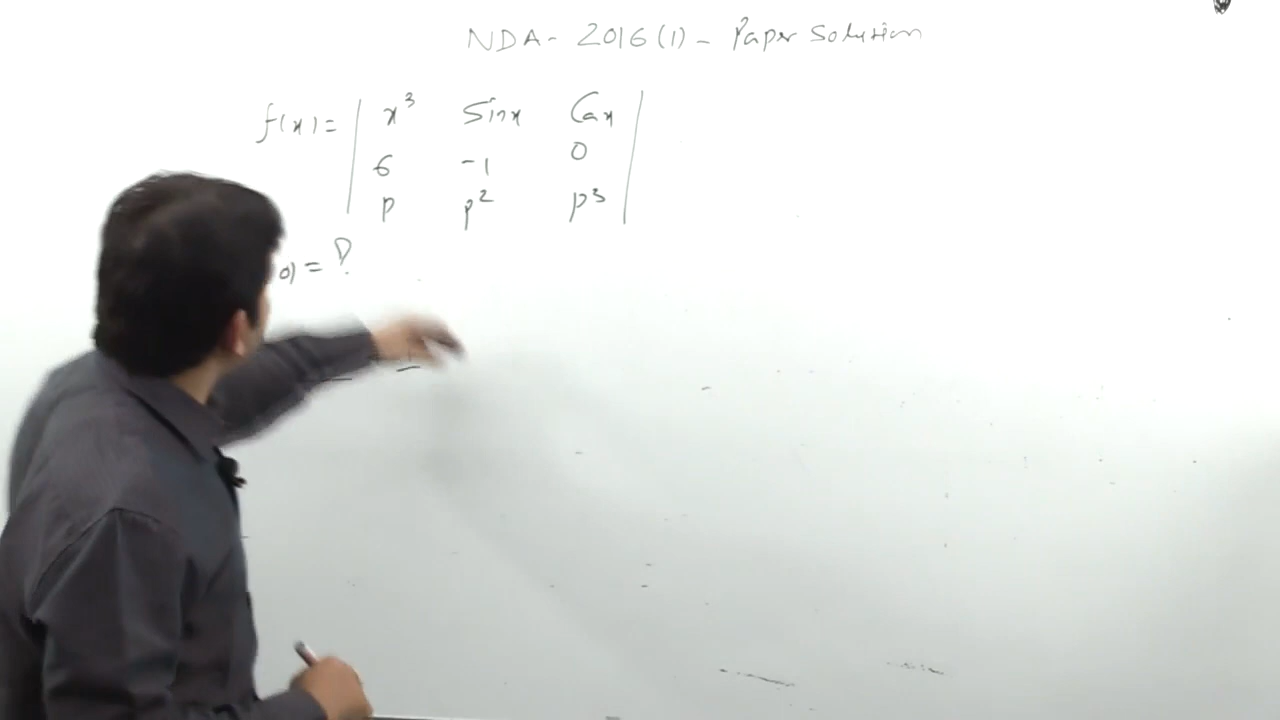 NDA- 2016(1) - Paper Solution
f(x) = | x³ Sinx Cosx |
6 -1 0
p p² p³
0) = ?